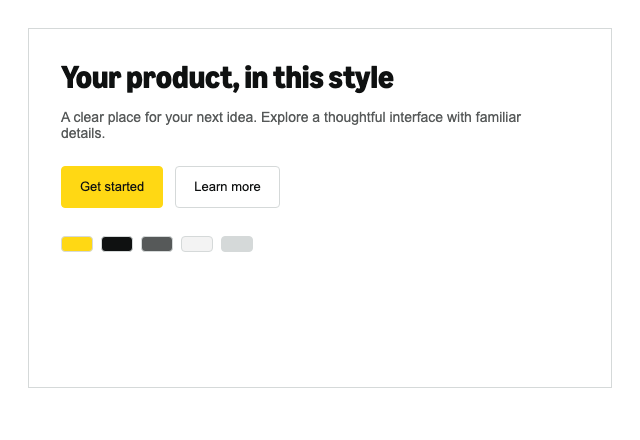 Your product, in this style
A clear place for your next idea. Explore a thoughtful interface with familiar
details.
Get started
Learn more